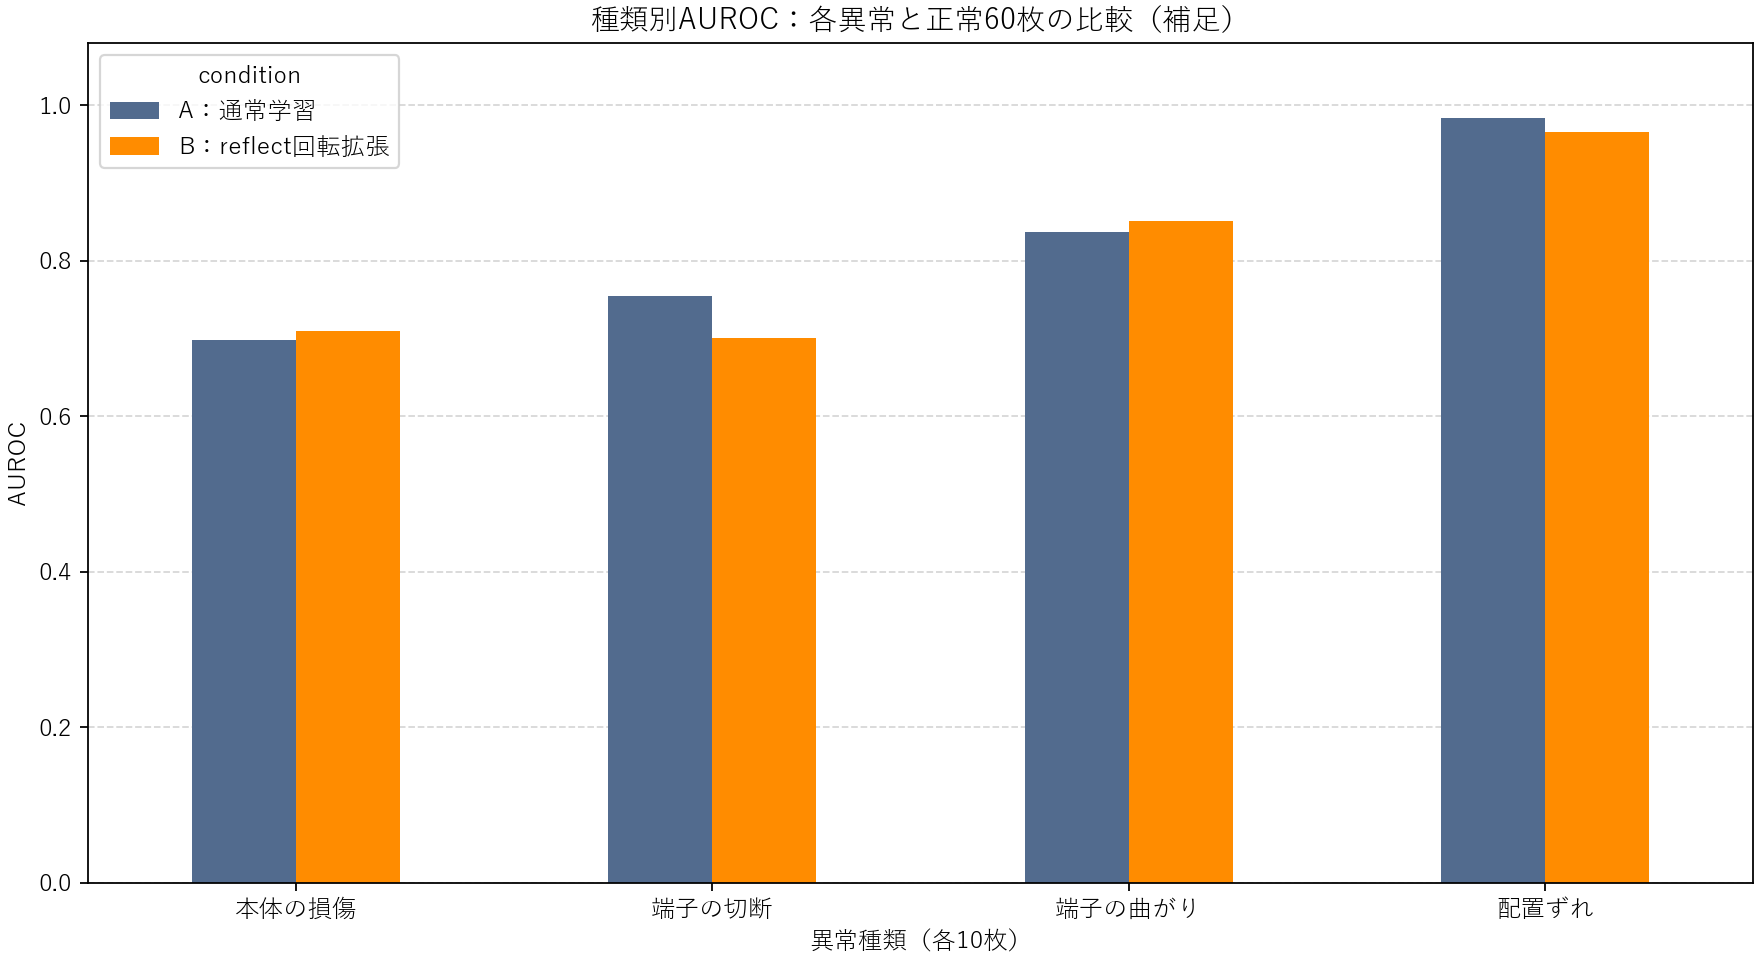 種類別AUROC：各異常と正常60枚の比較（補足）
condition
A：通常学習
B：reflect回転拡張
AUROC
1.0
0.8
0.6
0.4
0.2
0.0
本体の損傷
端子の切断
端子の曲がり
配置ずれ
異常種類（各10枚）